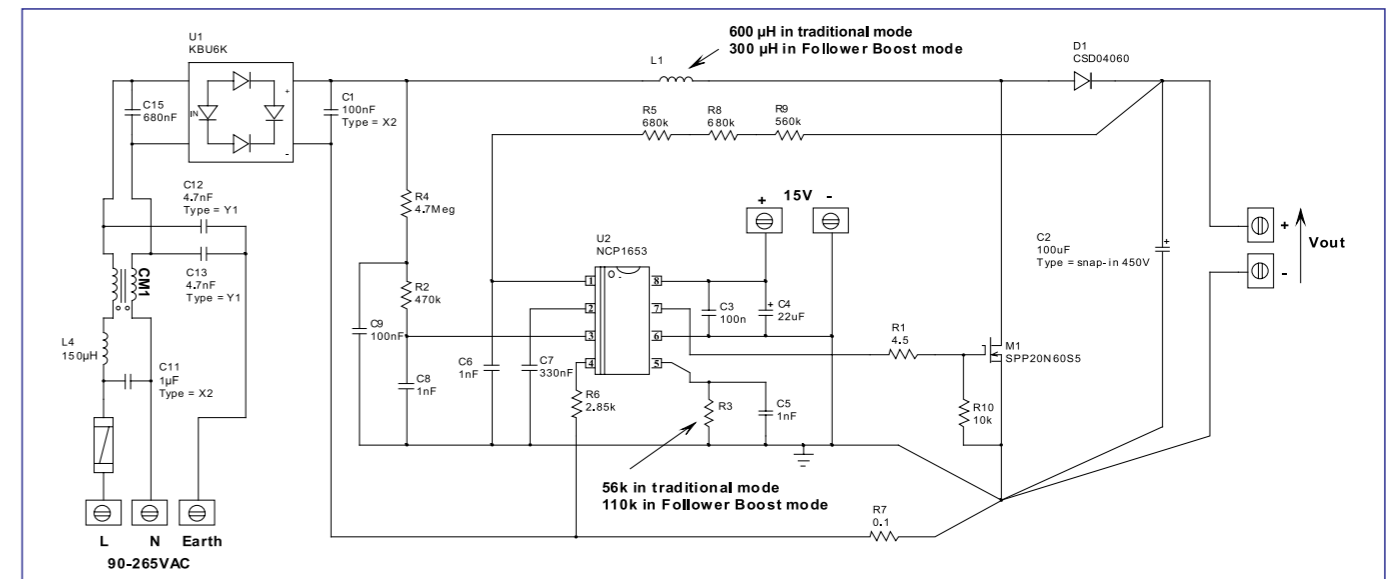 600 µH in traditional mode
300 µH in Follower Boost mode
U1
KBU6K
IN
+
-
C15
680nF
C1
100nF
Type = X2
L1
D1
CSD04060
R5
680k
R8
680k
R9
560k
C12
4.7nF
Type = Y1
C13
4.7nF
Type = Y1
CM1
L4
150µH
C11
1µF
Type = X2
R4
4.7Meg
R2
470k
C9
100nF
C8
1nF
C6
1nF
C7
330nF
U2
NCP1653
1
2
3
4
8
7
6
5
+ 15V -
C3
100n
+
C4
22uF
R6
2.85k
R3
C5
1nF
R1
4.5
M1
SPP20N60S5
R10
10k
C2
100uF
Type = snap-in 450V
+
+
-
Vout
56k in traditional mode
110k in Follower Boost mode
R7
0.1
L N Earth
90-265VAC